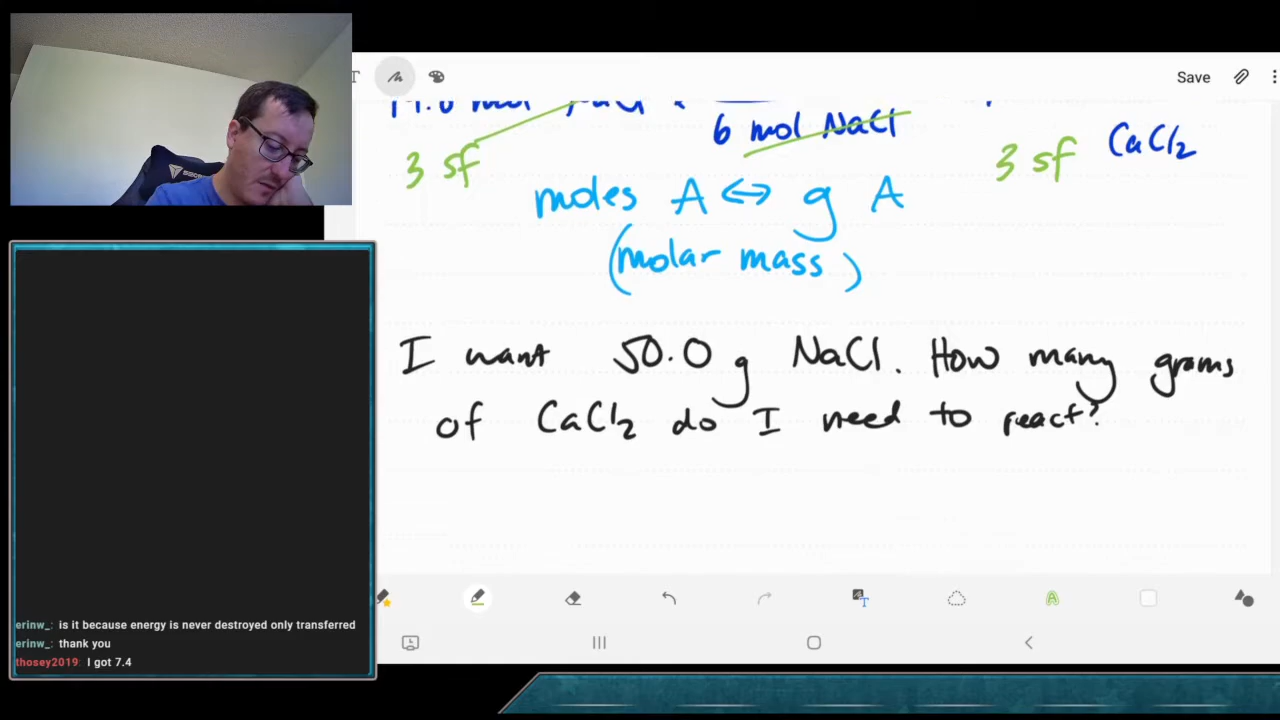 T
Save
mol
6 mol NaCl
3 sf
3 sf
CaCl2
moles A ↔ g A
(molar mass)
I want 50.0 g NaCl. How many grams
of CaCl2 do I need to react?
erinw_: is it because energy is never destroyed only transferred
erinw_: thank you
thosey2019: I got 7.4